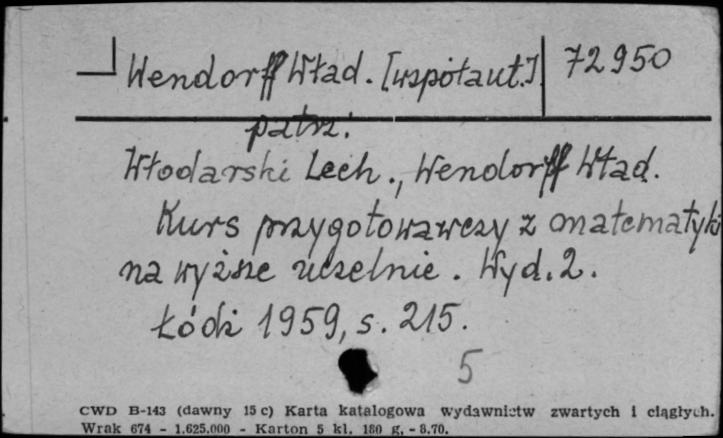 Wendorff Wład. [współaut.] 72950
patrz:
Włodarski Lech., Wendorff Wład.
Kurs przygotowawczy z matematyki
na wyższe uczelnie. Wyd. 2.
Łódź 1959, s. 215.
5
CWD B-143 (dawny 15 c) Karta katalogowa wydawnictw zwartych i ciągłych.
Wrak 674 - 1.625.000 - Karton 5 kl. 180 g. - 8.70.